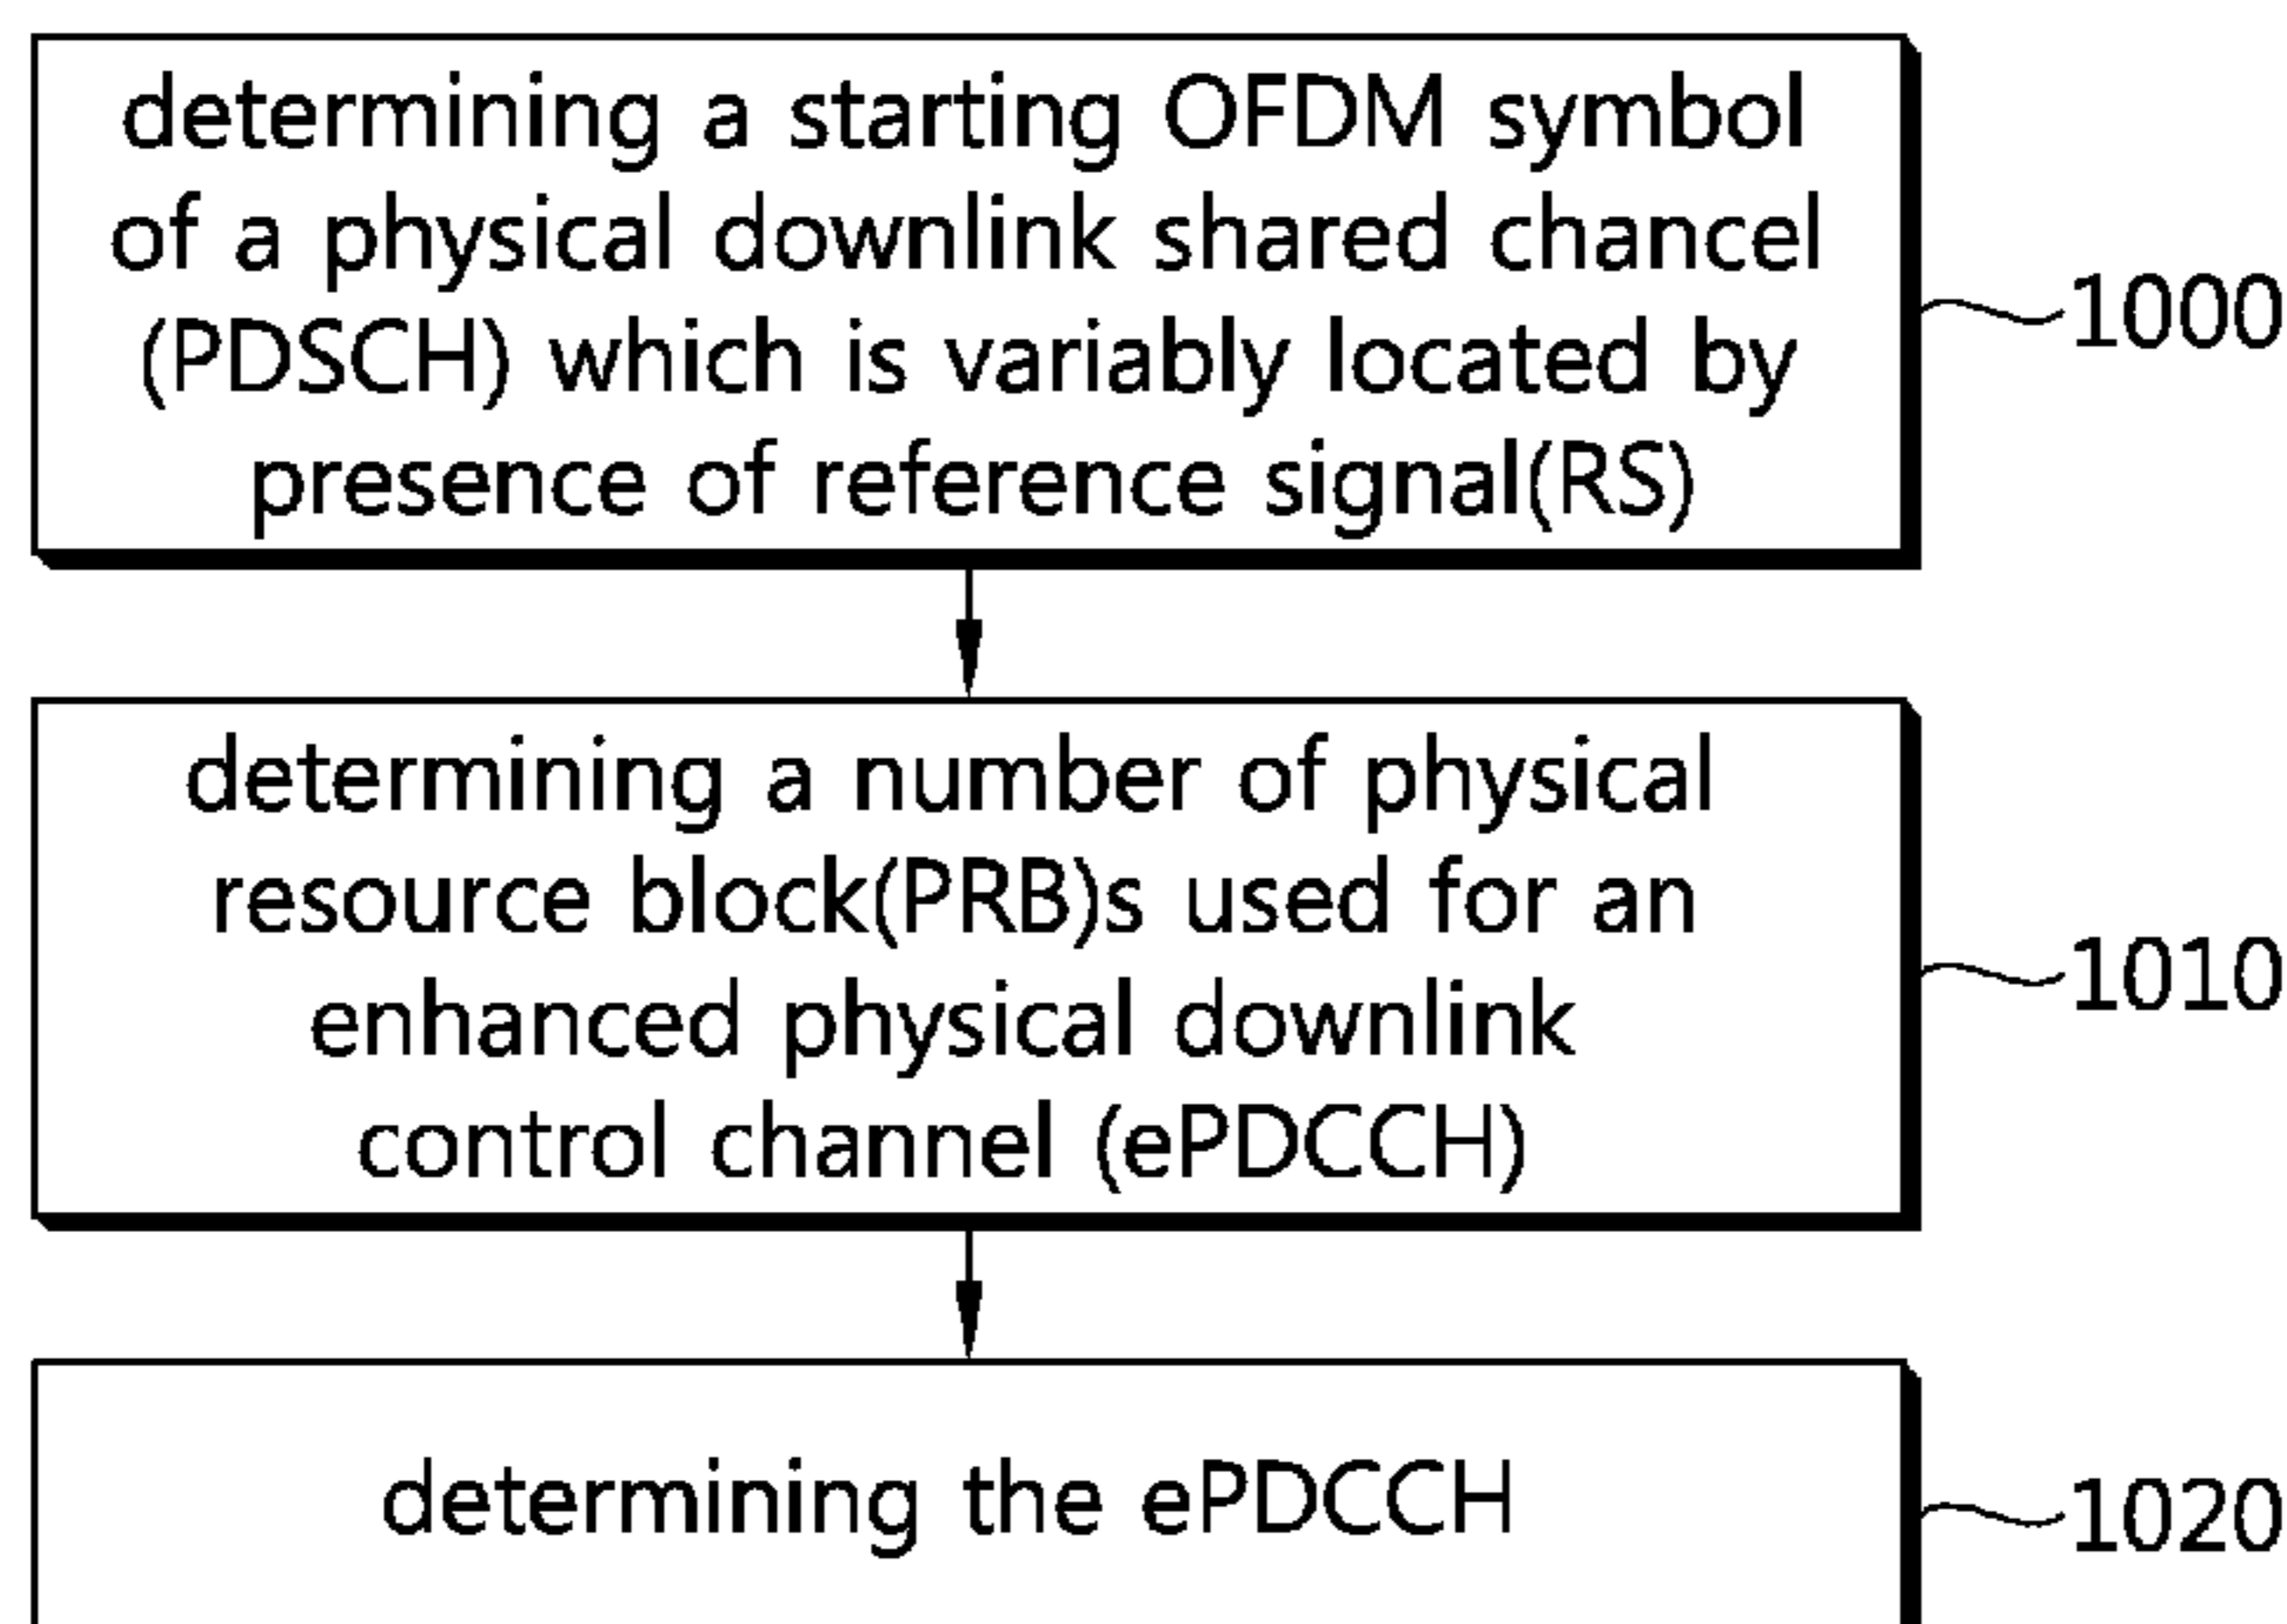 determining a starting OFDM symbol
of a physical downlink shared chancel
(PDSCH) which is variably located by
presence of reference signal(RS)
1000
determining a number of physical
resource block(PRB)s used for an
enhanced physical downlink
control channel (ePDCCH)
1010
determining the ePDCCH
1020